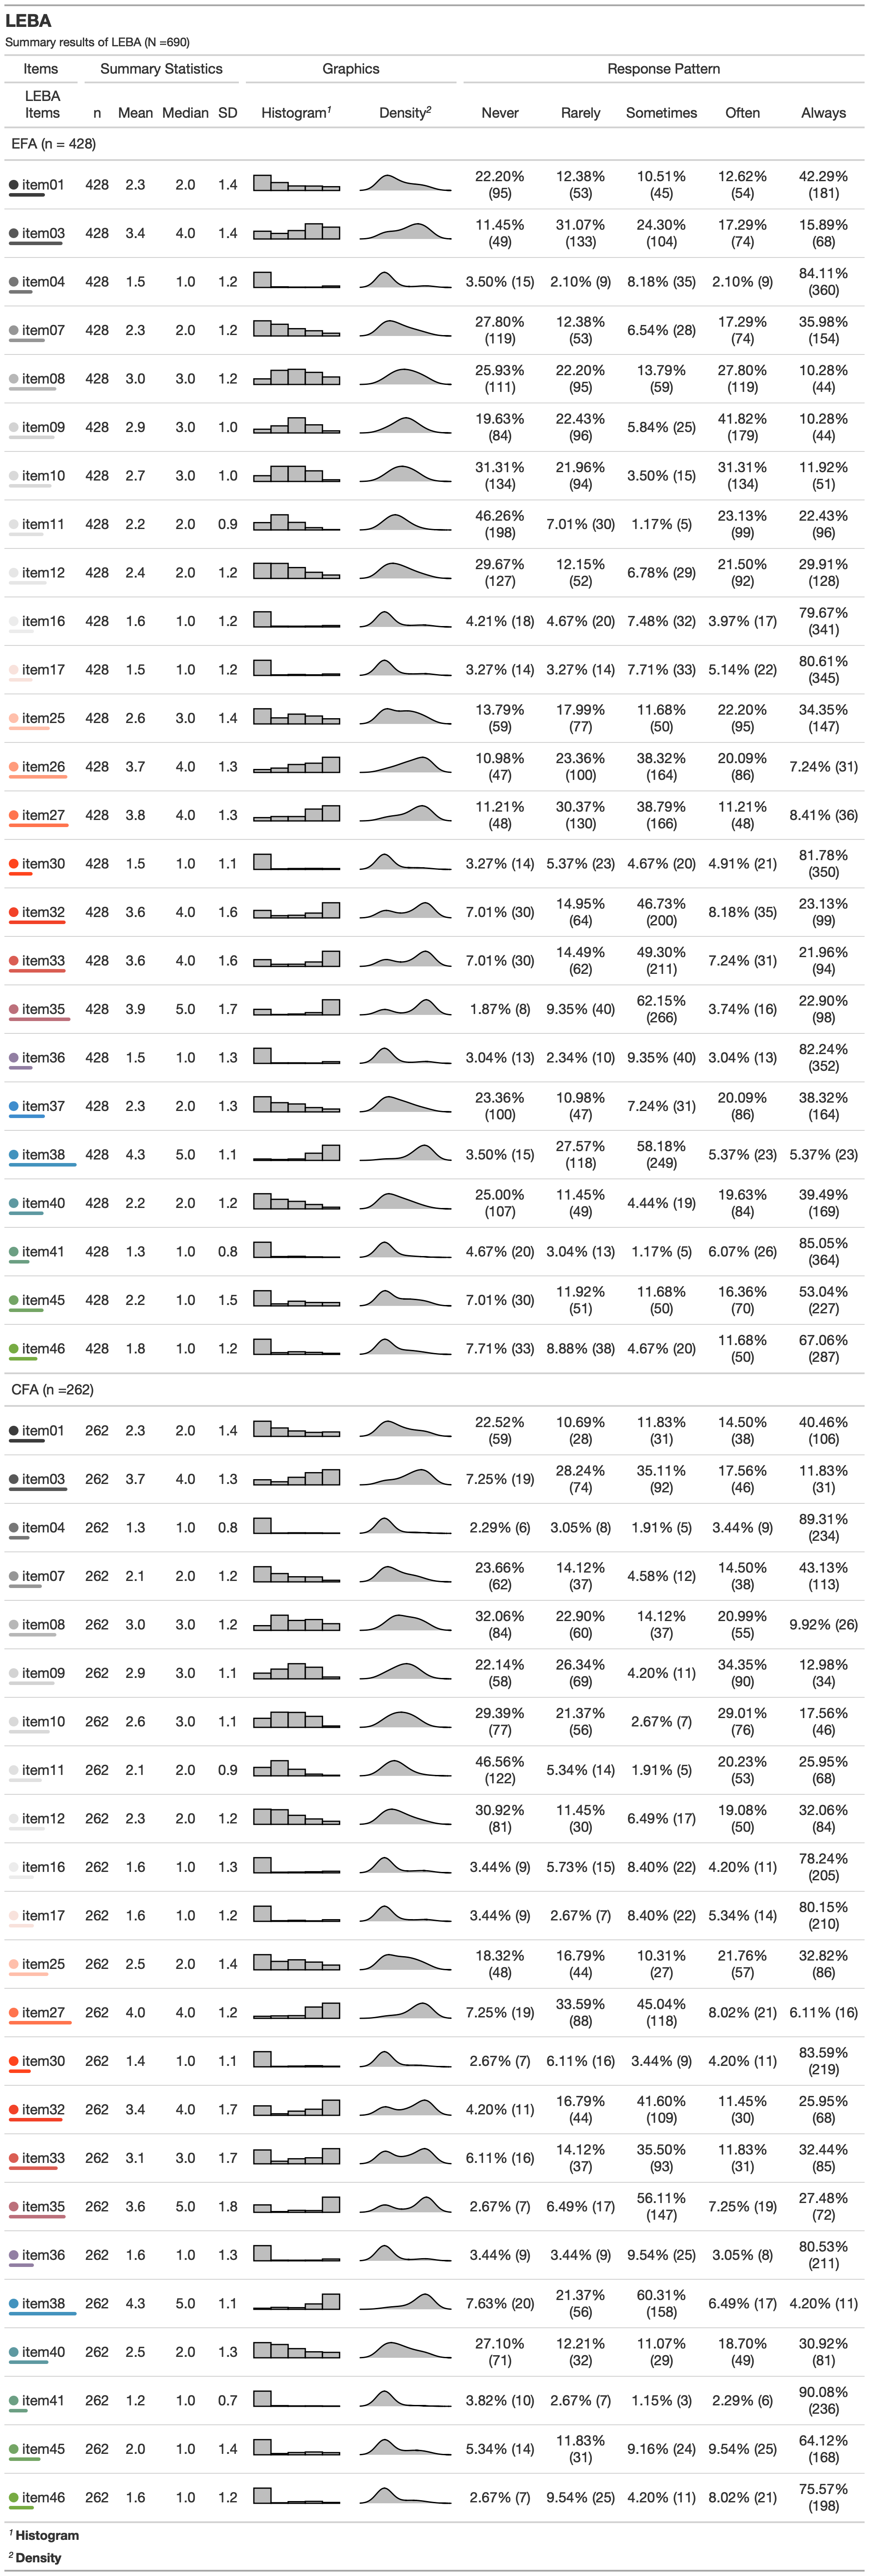 LEBA
Summary results of LEBA (N =690)
Items Summary Statistics Graphics Response Pattern
LEBA Items n Mean Median SD Histogram¹ Density² Never Rarely Sometimes Often Always
EFA (n = 428)
item01 428 2.3 2.0 1.4 22.20% (95) 12.38% (53) 10.51% (45) 12.62% (54) 42.29% (181)
item03 428 3.4 4.0 1.4 11.45% (49) 31.07% (133) 24.30% (104) 17.29% (74) 15.89% (68)
item04 428 1.5 1.0 1.2 3.50% (15) 2.10% (9) 8.18% (35) 2.10% (9) 84.11% (360)
item07 428 2.3 2.0 1.2 27.80% (119) 12.38% (53) 6.54% (28) 17.29% (74) 35.98% (154)
item08 428 3.0 3.0 1.2 25.93% (111) 22.20% (95) 13.79% (59) 27.80% (119) 10.28% (44)
item09 428 2.9 3.0 1.0 19.63% (84) 22.43% (96) 5.84% (25) 41.82% (179) 10.28% (44)
item10 428 2.7 3.0 1.0 31.31% (134) 21.96% (94) 3.50% (15) 31.31% (134) 11.92% (51)
item11 428 2.2 2.0 0.9 46.26% (198) 7.01% (30) 1.17% (5) 23.13% (99) 22.43% (96)
item12 428 2.4 2.0 1.2 29.67% (127) 12.15% (52) 6.78% (29) 21.50% (92) 29.91% (128)
item16 428 1.6 1.0 1.2 4.21% (18) 4.67% (20) 7.48% (32) 3.97% (17) 79.67% (341)
item17 428 1.5 1.0 1.2 3.27% (14) 3.27% (14) 7.71% (33) 5.14% (22) 80.61% (345)
item25 428 2.6 3.0 1.4 13.79% (59) 17.99% (77) 11.68% (50) 22.20% (95) 34.35% (147)
item26 428 3.7 4.0 1.3 10.98% (47) 23.36% (100) 38.32% (164) 20.09% (86) 7.24% (31)
item27 428 3.8 4.0 1.3 11.21% (48) 30.37% (130) 38.79% (166) 11.21% (48) 8.41% (36)
item30 428 1.5 1.0 1.1 3.27% (14) 5.37% (23) 4.67% (20) 4.91% (21) 81.78% (350)
item32 428 3.6 4.0 1.6 7.01% (30) 14.95% (64) 46.73% (200) 8.18% (35) 23.13% (99)
item33 428 3.6 4.0 1.6 7.01% (30) 14.49% (62) 49.30% (211) 7.24% (31) 21.96% (94)
item35 428 3.9 5.0 1.7 1.87% (8) 9.35% (40) 62.15% (266) 3.74% (16) 22.90% (98)
item36 428 1.5 1.0 1.3 3.04% (13) 2.34% (10) 9.35% (40) 3.04% (13) 82.24% (352)
item37 428 2.3 2.0 1.3 23.36% (100) 10.98% (47) 7.24% (31) 20.09% (86) 38.32% (164)
item38 428 4.3 5.0 1.1 3.50% (15) 27.57% (118) 58.18% (249) 5.37% (23) 5.37% (23)
item40 428 2.2 2.0 1.2 25.00% (107) 11.45% (49) 4.44% (19) 19.63% (84) 39.49% (169)
item41 428 1.3 1.0 0.8 4.67% (20) 3.04% (13) 1.17% (5) 6.07% (26) 85.05% (364)
item45 428 2.2 1.0 1.5 7.01% (30) 11.92% (51) 11.68% (50) 16.36% (70) 53.04% (227)
item46 428 1.8 1.0 1.2 7.71% (33) 8.88% (38) 4.67% (20) 11.68% (50) 67.06% (287)
CFA (n =262)
item01 262 2.3 2.0 1.4 22.52% (59) 10.69% (28) 11.83% (31) 14.50% (38) 40.46% (106)
item03 262 3.7 4.0 1.3 7.25% (19) 28.24% (74) 35.11% (92) 17.56% (46) 11.83% (31)
item04 262 1.3 1.0 0.8 2.29% (6) 3.05% (8) 1.91% (5) 3.44% (9) 89.31% (234)
item07 262 2.1 2.0 1.2 23.66% (62) 14.12% (37) 4.58% (12) 14.50% (38) 43.13% (113)
item08 262 3.0 3.0 1.2 32.06% (84) 22.90% (60) 14.12% (37) 20.99% (55) 9.92% (26)
item09 262 2.9 3.0 1.1 22.14% (58) 26.34% (69) 4.20% (11) 34.35% (90) 12.98% (34)
item10 262 2.6 3.0 1.1 29.39% (77) 21.37% (56) 2.67% (7) 29.01% (76) 17.56% (46)
item11 262 2.1 2.0 0.9 46.56% (122) 5.34% (14) 1.91% (5) 20.23% (53) 25.95% (68)
item12 262 2.3 2.0 1.2 30.92% (81) 11.45% (30) 6.49% (17) 19.08% (50) 32.06% (84)
item16 262 1.6 1.0 1.3 3.44% (9) 5.73% (15) 8.40% (22) 4.20% (11) 78.24% (205)
item17 262 1.6 1.0 1.2 3.44% (9) 2.67% (7) 8.40% (22) 5.34% (14) 80.15% (210)
item25 262 2.5 2.0 1.4 18.32% (48) 16.79% (44) 10.31% (27) 21.76% (57) 32.82% (86)
item27 262 4.0 4.0 1.2 7.25% (19) 33.59% (88) 45.04% (118) 8.02% (21) 6.11% (16)
item30 262 1.4 1.0 1.1 2.67% (7) 6.11% (16) 3.44% (9) 4.20% (11) 83.59% (219)
item32 262 3.4 4.0 1.7 4.20% (11) 16.79% (44) 41.60% (109) 11.45% (30) 25.95% (68)
item33 262 3.1 3.0 1.7 6.11% (16) 14.12% (37) 35.50% (93) 11.83% (31) 32.44% (85)
item35 262 3.6 5.0 1.8 2.67% (7) 6.49% (17) 56.11% (147) 7.25% (19) 27.48% (72)
item36 262 1.6 1.0 1.3 3.44% (9) 3.44% (9) 9.54% (25) 3.05% (8) 80.53% (211)
item38 262 4.3 5.0 1.1 7.63% (20) 21.37% (56) 60.31% (158) 6.49% (17) 4.20% (11)
item40 262 2.5 2.0 1.3 27.10% (71) 12.21% (32) 11.07% (29) 18.70% (49) 30.92% (81)
item41 262 1.2 1.0 0.7 3.82% (10) 2.67% (7) 1.15% (3) 2.29% (6) 90.08% (236)
item45 262 2.0 1.0 1.4 5.34% (14) 11.83% (31) 9.16% (24) 9.54% (25) 64.12% (168)
item46 262 1.6 1.0 1.2 2.67% (7) 9.54% (25) 4.20% (11) 8.02% (21) 75.57% (198)
¹ Histogram
² Density